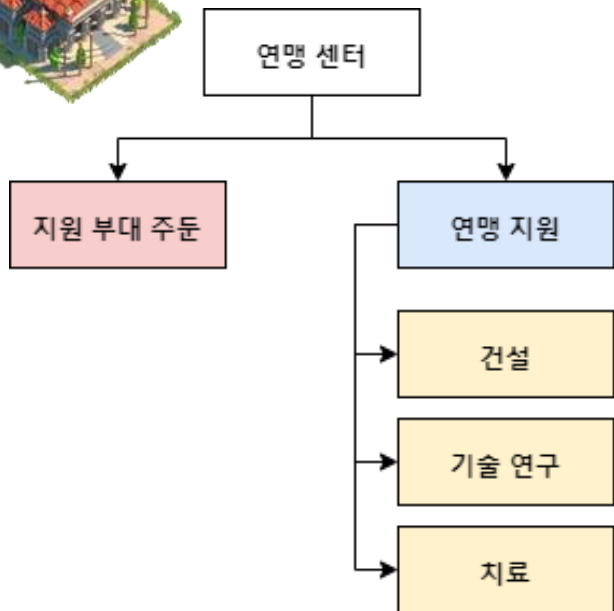 연맹 센터
지원 부대 주둔
연맹 지원
건설
기술 연구
치료